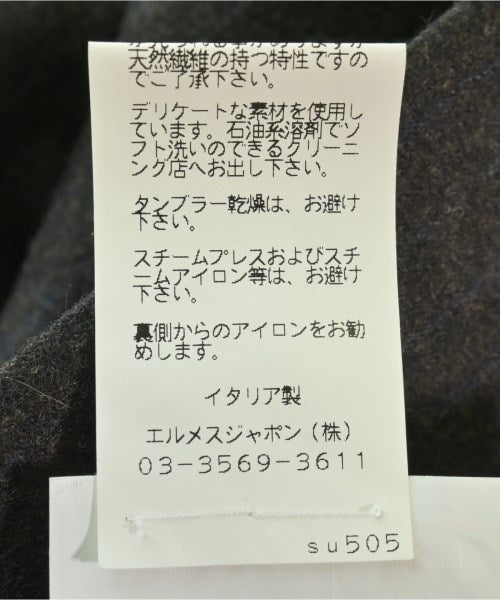 天然繊維の持つ特性ですの
でご了承下さい。
デリケートな素材を使用し
ています。石油系溶剤でソ
フト洗いのできるクリーニ
ング店へお出し下さい。
タンブラー乾燥は、お避け
下さい。
スチームプレスおよびスチ
ームアイロン等は、お避け
下さい。
裏側からのアイロンをお勧
めします。
イタリア製
エルメスジャポン(株)
03-3569-3611
su505